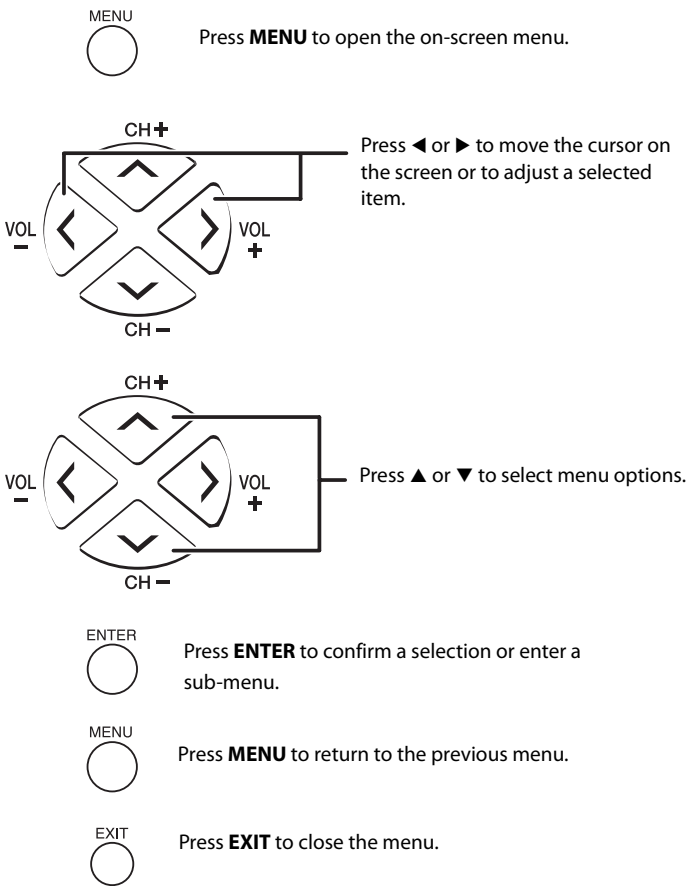 MENU
Press MENU to open the on-screen menu.
CH+
Press ◀ or ▶ to move the cursor on
the screen or to adjust a selected
item.
VOL
−
VOL
+
CH−
CH+
VOL
−
VOL
+
Press ▲ or ▼ to select menu options.
CH−
ENTER
Press ENTER to confirm a selection or enter a
sub-menu.
MENU
Press MENU to return to the previous menu.
EXIT
Press EXIT to close the menu.